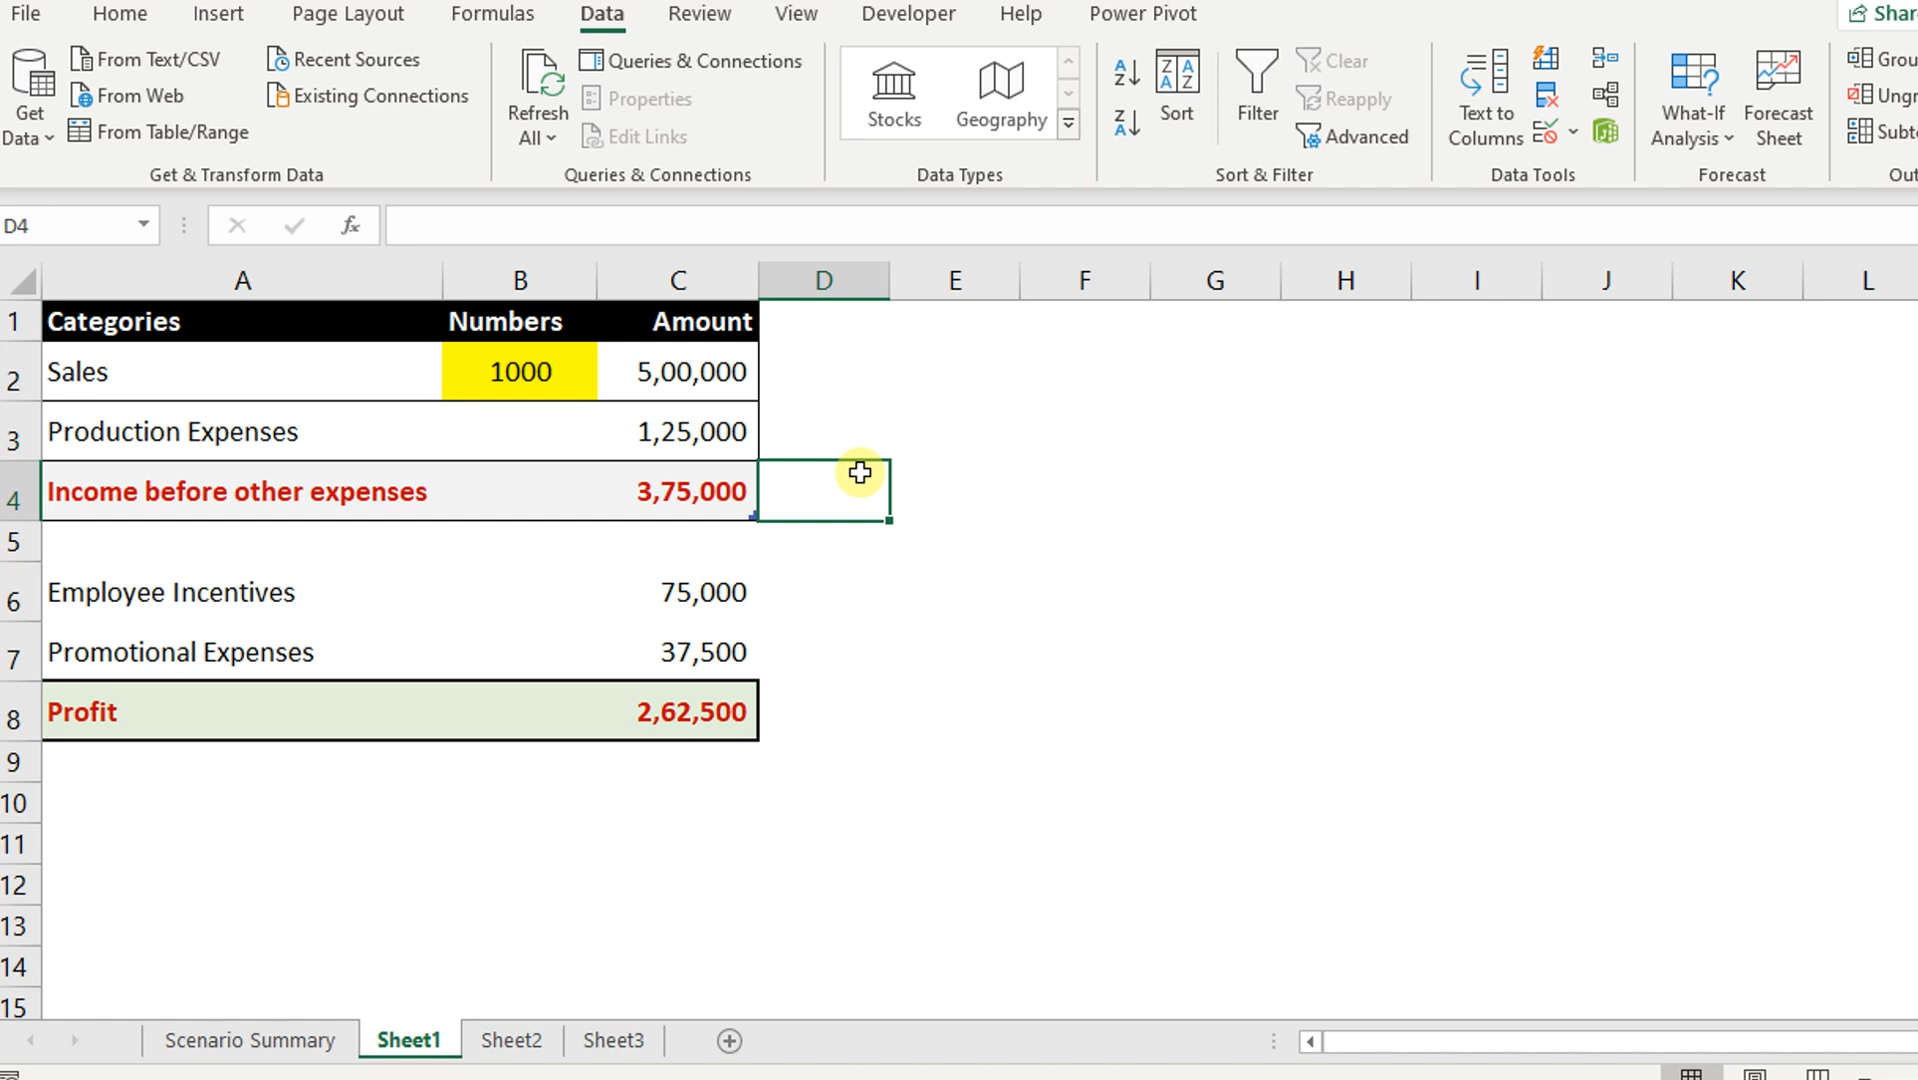 File Home Insert Page Layout Formulas Data Review View Developer Help Power Pivot
Get Data
From Text/CSV
From Web
From Table/Range
Recent Sources
Existing Connections
Get & Transform Data
Refresh All
Queries & Connections
Properties
Edit Links
Queries & Connections
Stocks
Geography
Data Types
Sort
Filter
Clear
Reapply
Advanced
Sort & Filter
Text to Columns
Data Tools
What-If Analysis
Forecast Sheet
Forecast
D4
fx
A B C D E F G H I J K L
1 Categories Numbers Amount
2 Sales 1000 5,00,000
3 Production Expenses 1,25,000
4 Income before other expenses 3,75,000
5
6 Employee Incentives 75,000
7 Promotional Expenses 37,500
8 Profit 2,62,500
9
10
11
12
13
14
15
Scenario Summary Sheet1 Sheet2 Sheet3